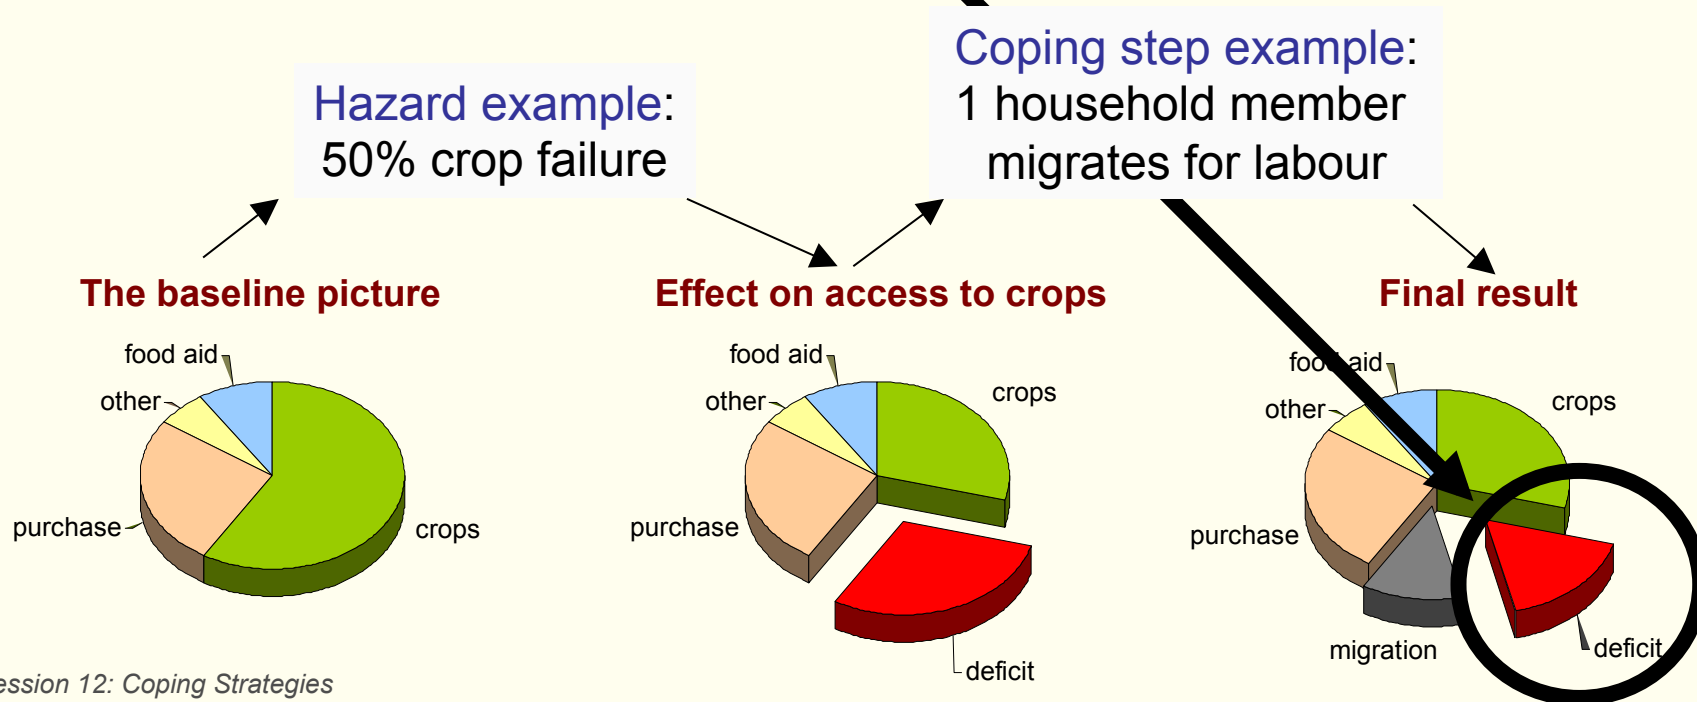 Coping step example:
1 household member
migrates for labour
Hazard example:
50% crop failure
The baseline picture
Effect on access to crops
Final result
food aid
other
purchase
crops
food aid
other
purchase
crops
deficit
food aid
other
purchase
crops
migration
deficit
ession 12: Coping Strategies